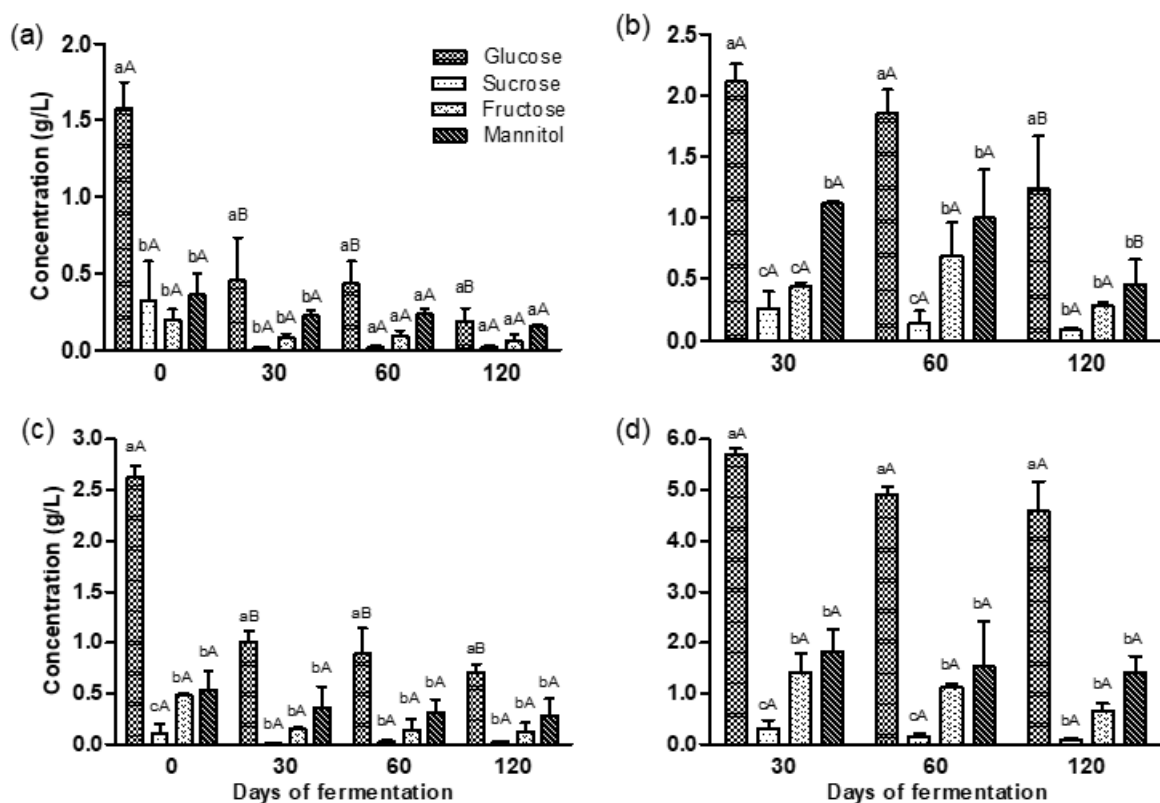 (a)
Concentration (g/L)
2.0
1.5
1.0
0.5
0.0
Glucose
Sucrose
Fructose
Mannitol
aA bA bA bA
aB bA bA bA
aB aA aA aA
aB aA aA aA
0 30 60 120
(b)
2.5
2.0
1.5
1.0
0.5
0.0
aA cA cA bA
aA cA bA bA
aB bA bA bB
30 60 120
(c)
Concentration (g/L)
3.0
2.5
2.0
1.5
1.0
0.5
0.0
aA cA bA bA
aB bA bA bA
aB bA bA bA
aB bA bA bA
0 30 60 120
Days of fermentation
(d)
6.0
5.0
4.0
3.0
2.0
1.0
0.0
aA cA bA bA
aA cA bA bA
aA bA bA bA
30 60 120
Days of fermentation